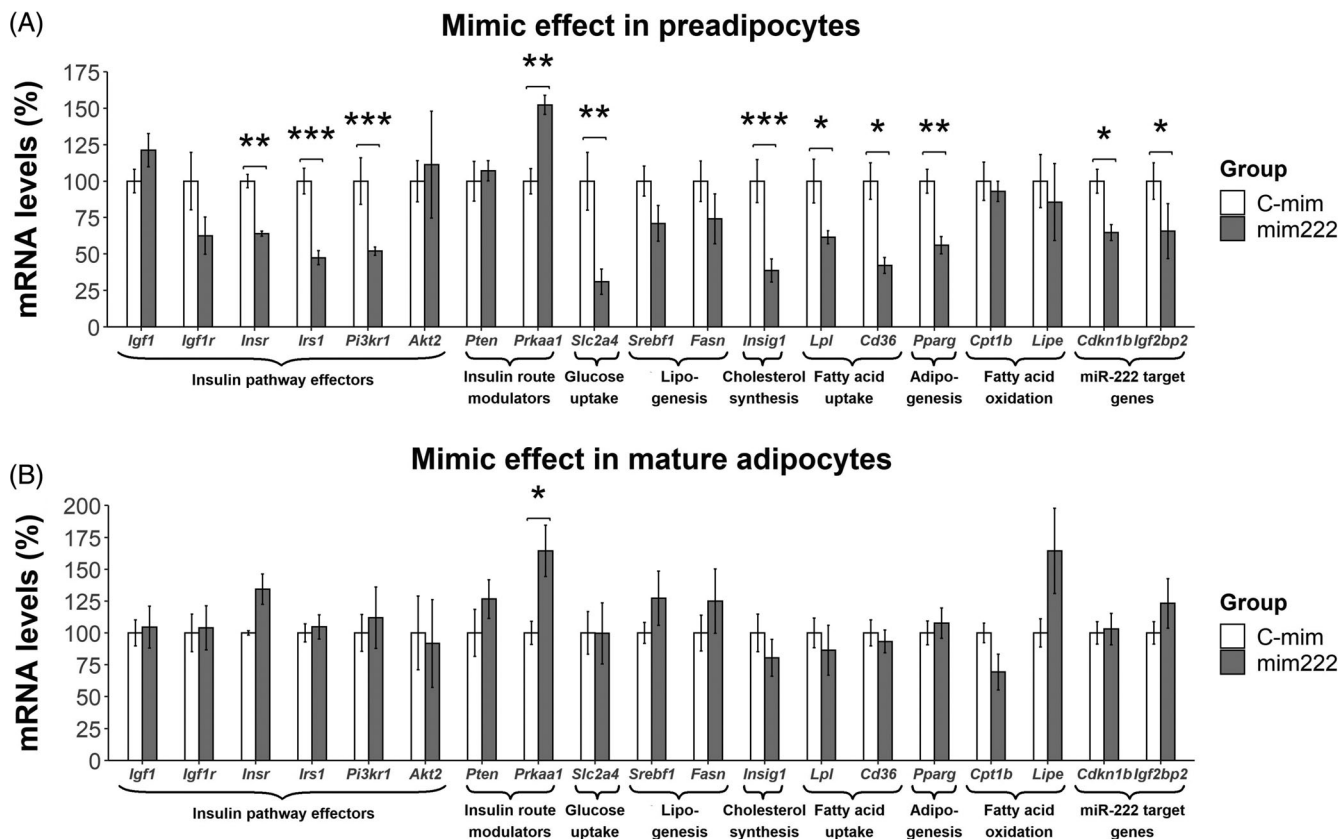 (A)
Mimic effect in preadipocytes
mRNA levels (%)
175
150
125
100
75
50
25
0
** *** *** ** ** *** * * ** * *
Igf1 Igf1r Insr Irs1 Pi3kr1 Akt2 Pten Prkaa1 Slc2a4 Srebf1 Fasn Insig1 Lpl Cd36 Pparg Cpt1b Lipe Cdkn1b Igf2bp2
Insulin pathway effectors
Insulin route
modulators
Glucose
uptake
Lipo-
genesis
Cholesterol
synthesis
Fatty acid
uptake
Adipo-
genesis
Fatty acid
oxidation
miR-222 target
genes
Group
C-mim
mim222
(B)
Mimic effect in mature adipocytes
mRNA levels (%)
200
175
150
125
100
75
50
25
0
*
Igf1 Igf1r Insr Irs1 Pi3kr1 Akt2 Pten Prkaa1 Slc2a4 Srebf1 Fasn Insig1 Lpl Cd36 Pparg Cpt1b Lipe Cdkn1b Igf2bp2
Insulin pathway effectors
Insulin route
modulators
Glucose
uptake
Lipo-
genesis
Cholesterol
synthesis
Fatty acid
uptake
Adipo-
genesis
Fatty acid
oxidation
miR-222 target
genes
Group
C-mim
mim222